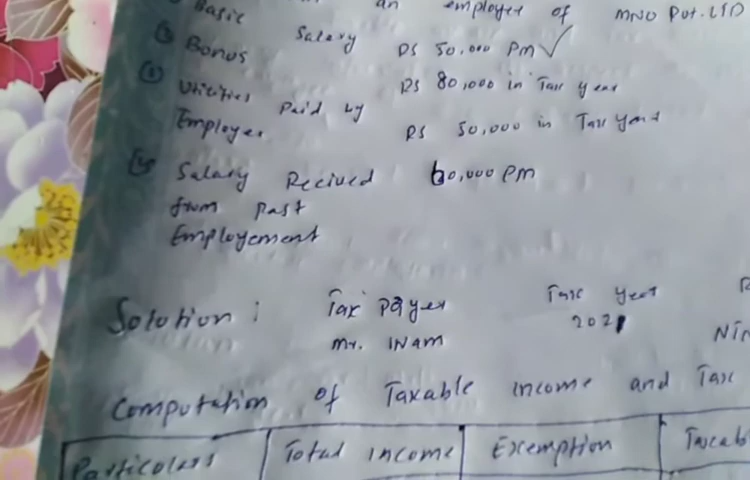 an employee of MNO Pvt. LTD
Basic Salary RS 50,000 PM ✓
Bonus RS 80,000 in Tax year
Utilities Paid by RS 50,000 in Tax year
Employer
Salary Recived 60,000 PM
from Past
Employement
Solution : Tax Payer Tax year
Mr. INAM 2021
Computation of Taxable income and Tax
Particulars Total income Exemption Taxab